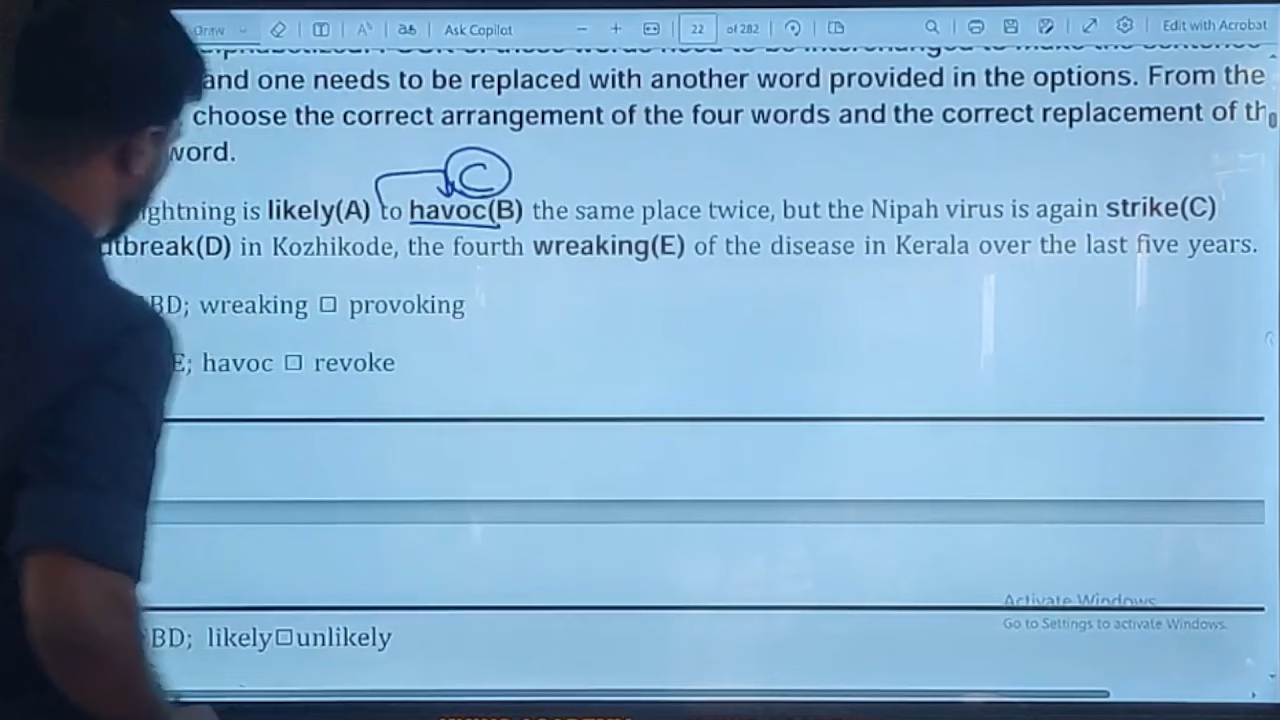 Draw Ask Copilot 22 of 282 Edit with Acrobat
and one needs to be replaced with another word provided in the options. From the
choose the correct arrangement of the four words and the correct replacement of th
word.
C
ghtning is likely(A) to havoc(B) the same place twice, but the Nipah virus is again strike(C)
tbreak(D) in Kozhikode, the fourth wreaking(E) of the disease in Kerala over the last five years.
BD; wreaking □ provoking
E; havoc □ revoke
Activate Windows
Go to Settings to activate Windows.
BD; likely□unlikely